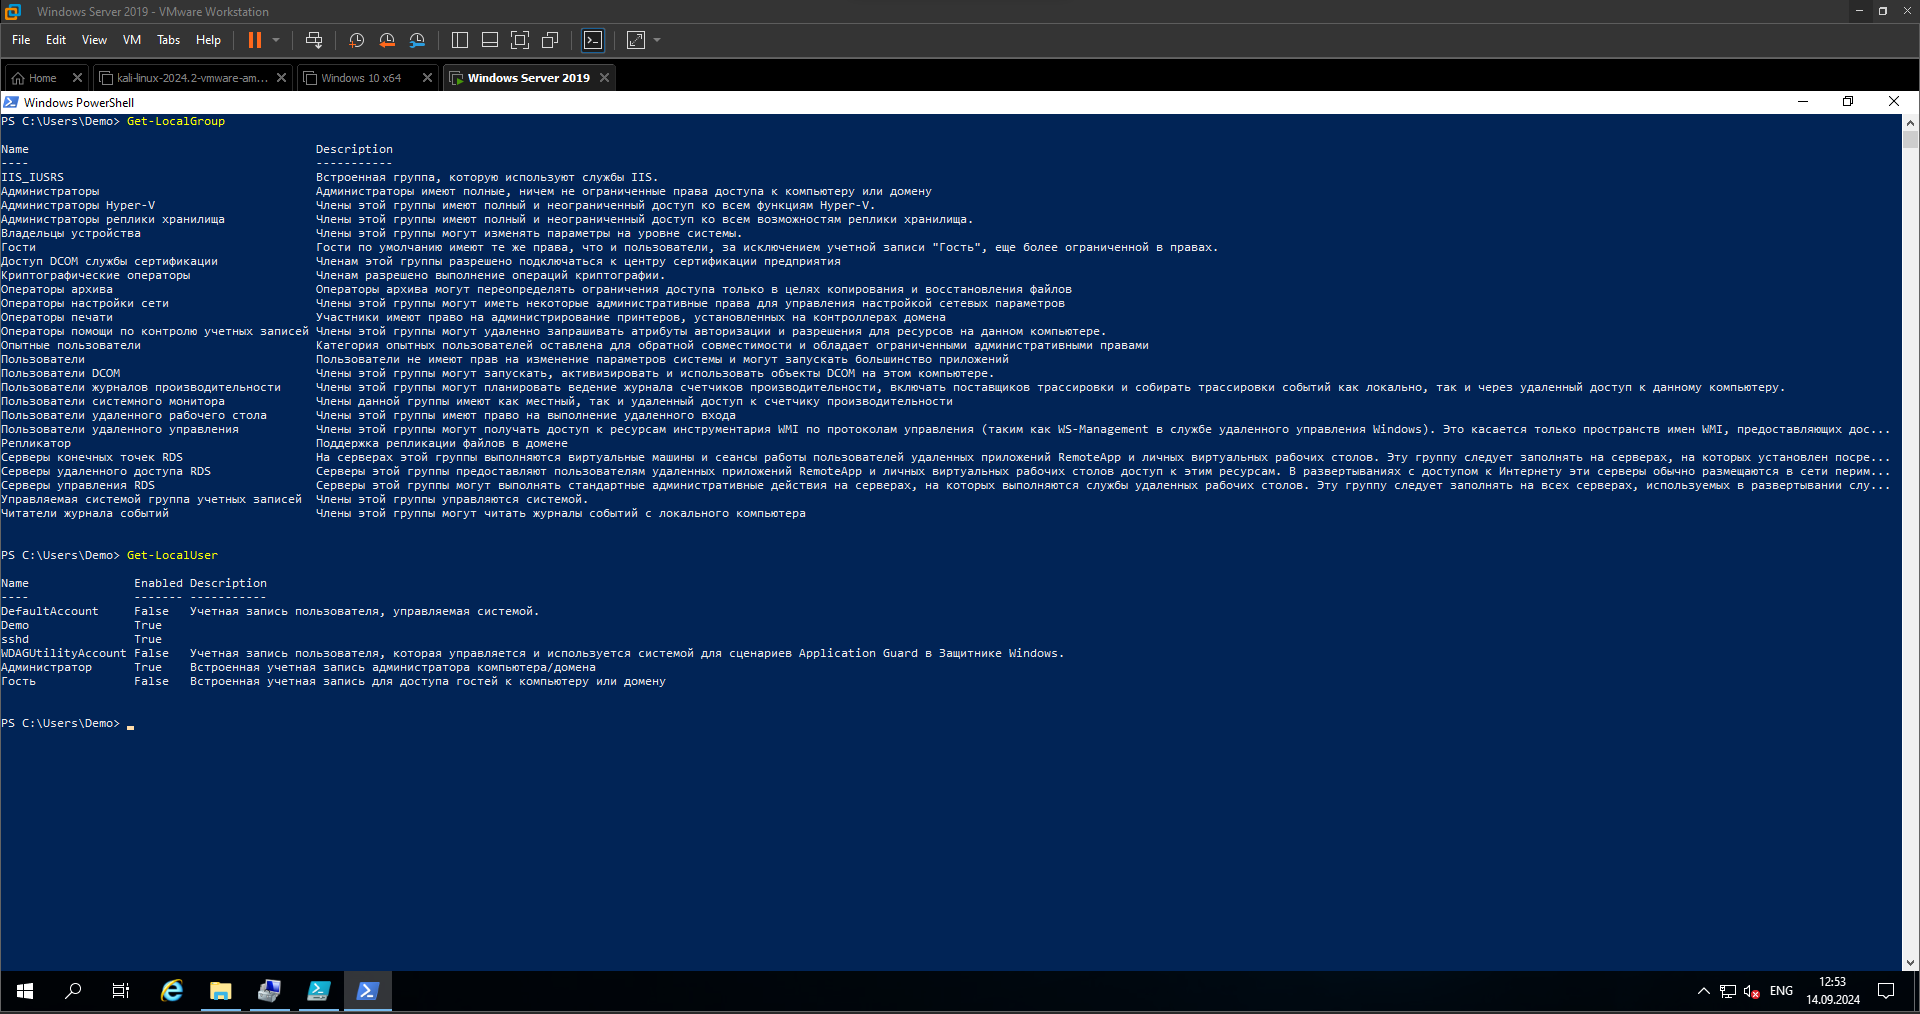 Windows Server 2019 - VMware Workstation
File Edit View VM Tabs Help
Home kali-linux-2024.2-vmware-am... Windows 10 x64 Windows Server 2019
Windows PowerShell
PS C:\Users\Demo> Get-LocalGroup
Name Description
---- -----------
IIS_IUSRS Встроенная группа, которую используют службы IIS.
Администраторы Администраторы имеют полные, ничем не ограниченные права доступа к компьютеру или домену
Администраторы Hyper-V Члены этой группы имеют полный и неограниченный доступ ко всем функциям Hyper-V.
Администраторы реплики хранилища Члены этой группы имеют полный и неограниченный доступ ко всем возможностям реплики хранилища.
Владельцы устройства Члены этой группы могут изменять параметры на уровне системы.
Гости Гости по умолчанию имеют те же права, что и пользователи, за исключением учетной записи "Гость", еще более ограниченной в правах.
Доступ DCOM службы сертификации Членам этой группы разрешено подключаться к центру сертификации предприятия
Криптографические операторы Членам разрешено выполнение операций криптографии.
Операторы архива Операторы архива могут переопределять ограничения доступа только в целях копирования и восстановления файлов
Операторы настройки сети Члены этой группы могут иметь некоторые административные права для управления настройкой сетевых параметров
Операторы печати Участники имеют право на администрирование принтеров, установленных на контроллерах домена
Операторы помощи по контролю учетных записей Члены этой группы могут удаленно запрашивать атрибуты авторизации и разрешения для ресурсов на данном компьютере.
Опытные пользователи Категория опытных пользователей оставлена для обратной совместимости и обладает ограниченными административными правами
Пользователи Пользователи не имеют прав на изменение параметров системы и могут запускать большинство приложений
Пользователи DCOM Члены этой группы могут запускать, активизировать и использовать объекты DCOM на этом компьютере.
Пользователи журналов производительности Члены этой группы могут планировать ведение журнала счетчиков производительности, включать поставщиков трассировки и собирать трассировки событий как локально, так и через удаленный доступ к данному компьютеру.
Пользователи системного монитора Члены данной группы имеют как местный, так и удаленный доступ к счетчику производительности
Пользователи удаленного рабочего стола Члены этой группы имеют право на выполнение удаленного входа
Пользователи удаленного управления Члены этой группы могут получать доступ к ресурсам инструментария WMI по протоколам управления (таким как WS-Management в службе удаленного управления Windows). Это касается только пространств имен WMI, предоставляющих дос...
Репликатор Поддержка репликации файлов в домене
Серверы конечных точек RDS На серверах этой группы выполняются виртуальные машины и сеансы работы пользователей удаленных приложений RemoteApp и личных виртуальных рабочих столов. Эту группу следует заполнять на серверах, на которых установлен посре...
Серверы удаленного доступа RDS Серверы этой группы предоставляют пользователям удаленных приложений RemoteApp и личных виртуальных рабочих столов доступ к этим ресурсам. В развертываниях с доступом к Интернету эти серверы обычно размещаются в сети перим...
Серверы управления RDS Серверы этой группы могут выполнять стандартные административные действия на серверах, на которых выполняются службы удаленных рабочих столов. Эту группу следует заполнять на всех серверах, используемых в развертывании слу...
Управляемая системой группа учетных записей Члены этой группы управляются системой.
Читатели журнала событий Члены этой группы могут читать журналы событий с локального компьютера
PS C:\Users\Demo> Get-LocalUser
Name Enabled Description
---- ------- -----------
DefaultAccount False Учетная запись пользователя, управляемая системой.
Demo True
sshd True
WDAGUtilityAccount False Учетная запись пользователя, которая управляется и используется системой для сценариев Application Guard в Защитнике Windows.
Администратор True Встроенная учетная запись администратора компьютера/домена
Гость False Встроенная учетная запись для доступа гостей к компьютеру или домену
PS C:\Users\Demo>
ENG
12:53
14.09.2024